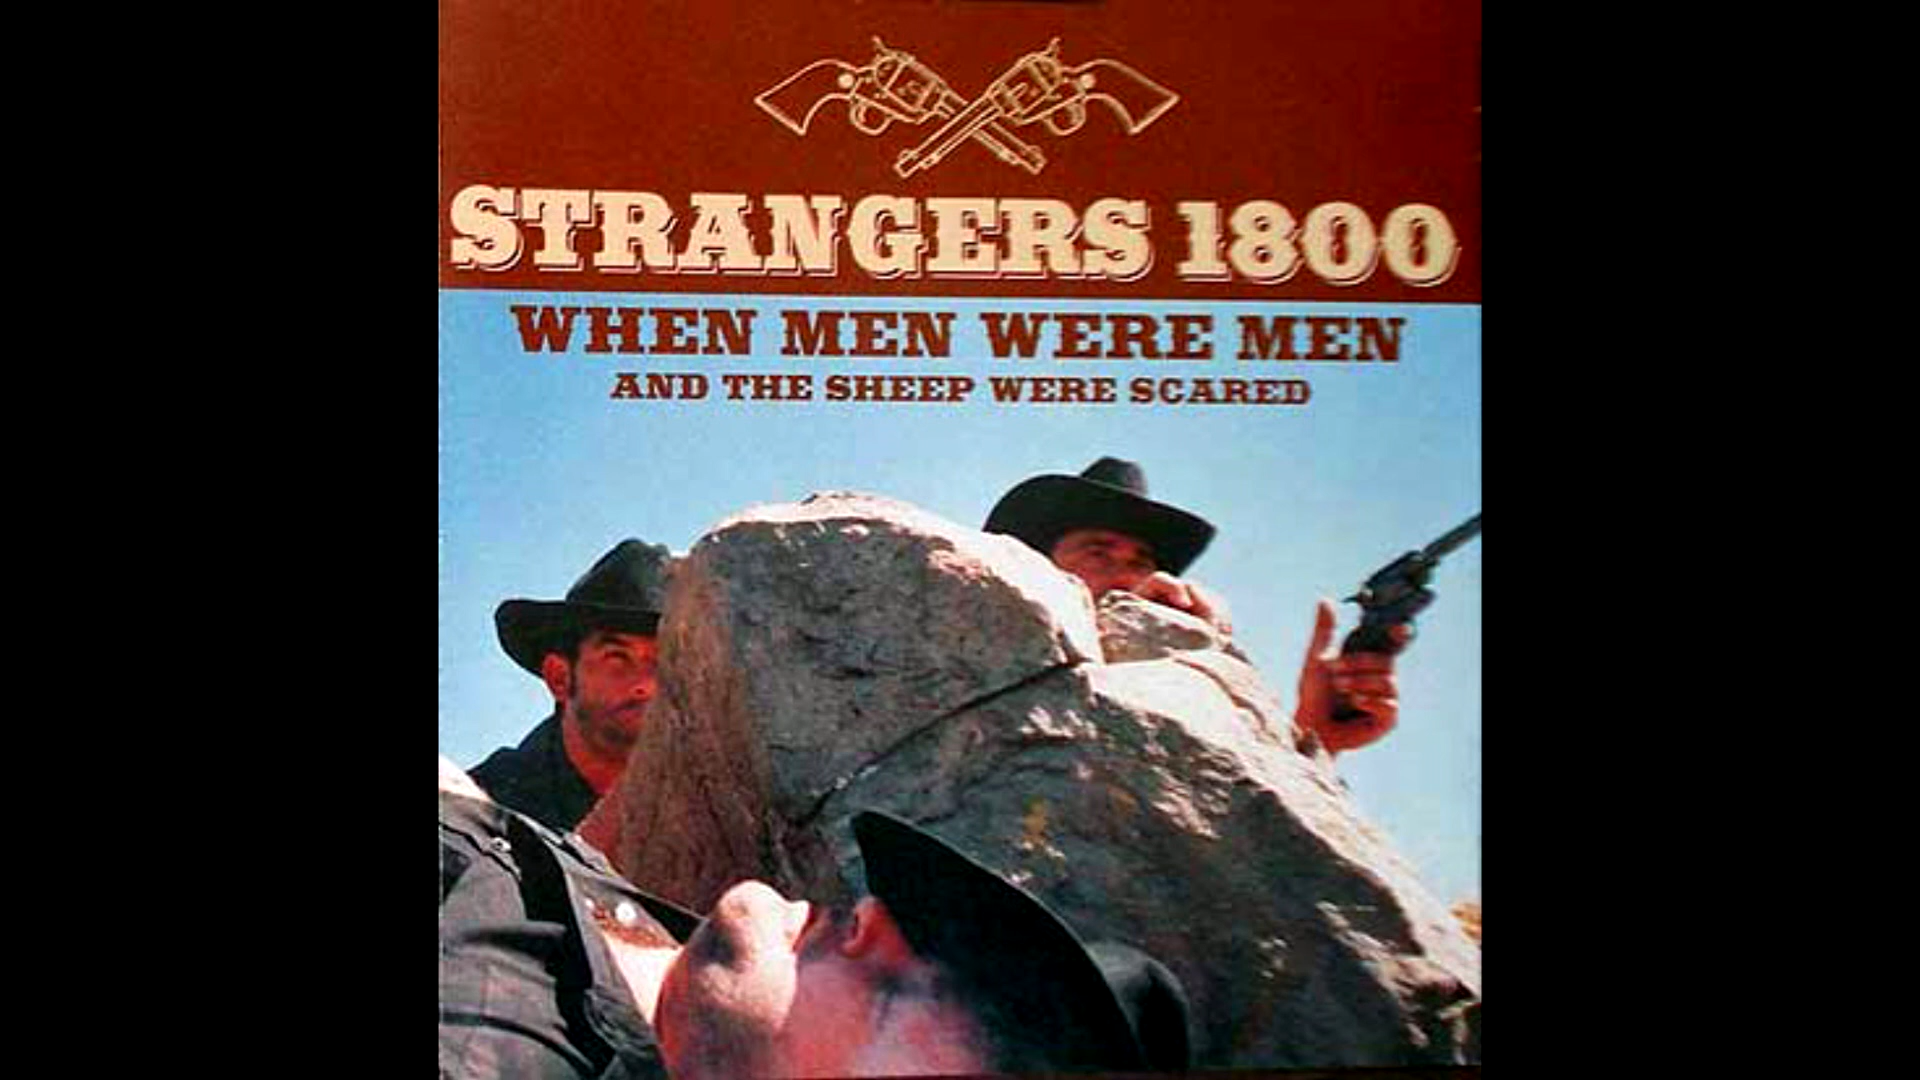 STRANGERS 1800
WHEN MEN WERE MEN
AND THE SHEEP WERE SCARED